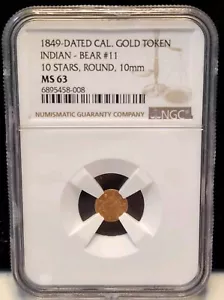 1849-DATED CAL. GOLD TOKEN
INDIAN - BEAR #11
10 STARS, ROUND, 10mm
MS 63
6895458-008
NUMISMATIC GUARANTY COMPANY
NGC